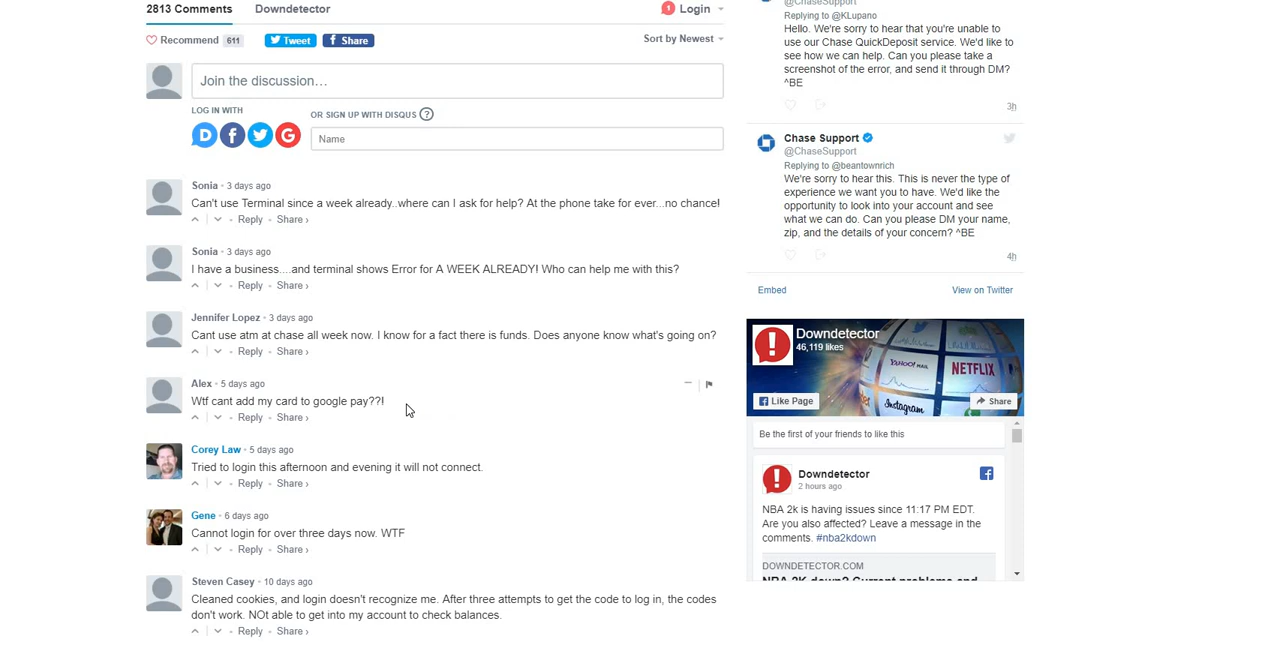 2813 Comments
Downdetector
1
Login
Recommend 611
Tweet
Share
Sort by Newest
Join the discussion…
LOG IN WITH
OR SIGN UP WITH DISQUS ?
D
Name
Sonia • 3 days ago
Can't use Terminal since a week already..where can I ask for help? At the phone take for ever...no chance!
Reply • Share ›
Sonia • 3 days ago
I have a business....and terminal shows Error for A WEEK ALREADY! Who can help me with this?
Reply • Share ›
Jennifer Lopez • 3 days ago
Cant use atm at chase all week now. I know for a fact there is funds. Does anyone know what's going on?
Reply • Share ›
Alex • 5 days ago
Wtf cant add my card to google pay??!
Reply • Share ›
Corey Law • 5 days ago
Tried to login this afternoon and evening it will not connect.
Reply • Share ›
Gene • 6 days ago
Cannot login for over three days now. WTF
Reply • Share ›
Steven Casey • 10 days ago
Cleaned cookies, and login doesn't recognize me. After three attempts to get the code to log in, the codes
don't work. NOt able to get into my account to check balances.
Reply • Share ›
@ChaseSupport
Replying to @KLupano
Hello. We're sorry to hear that you're unable to
use our Chase QuickDeposit service. We'd like to
see how we can help. Can you please take a
screenshot of the error, and send it through DM?
^BE
3h
Chase Support
@ChaseSupport
Replying to @beantownrich
We're sorry to hear this. This is never the type of
experience we want you to have. We'd like the
opportunity to look into your account and see
what we can do. Can you please DM your name,
zip, and the details of your concern? ^BE
4h
Embed
View on Twitter
Downdetector
46,119 likes
YAHOO! MAIL
NETFLIX
Instagram
Like Page
Share
Be the first of your friends to like this
Downdetector
2 hours ago
NBA 2k is having issues since 11:17 PM EDT.
Are you also affected? Leave a message in the
comments. #nba2kdown
DOWNDETECTOR.COM
NBA 2K down? Current problems and